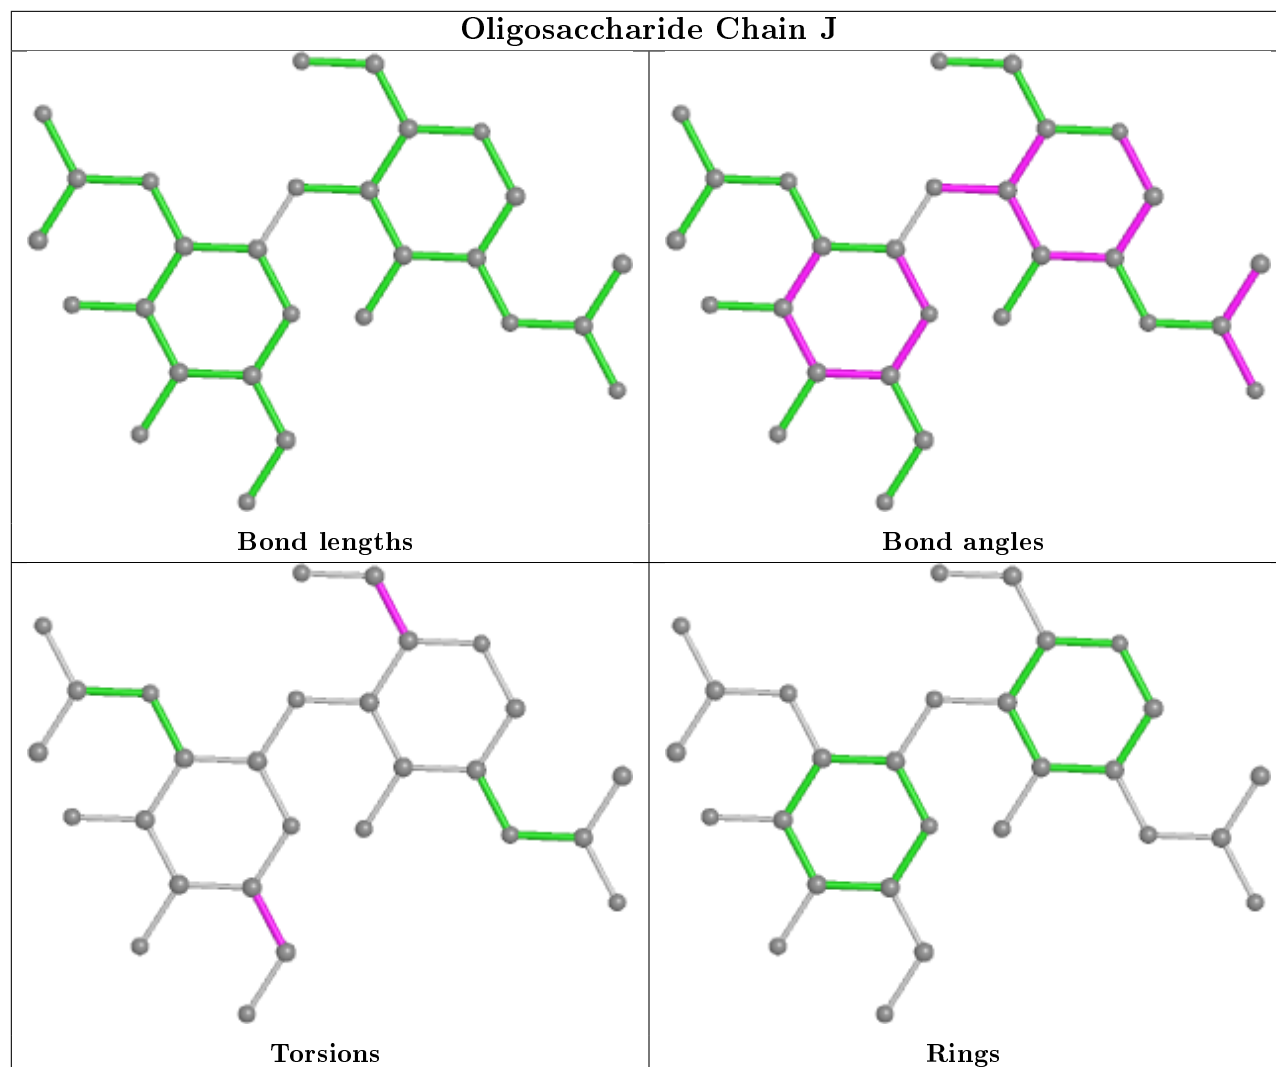 Oligosaccharide Chain J
Bond lengths
Bond angles
Torsions
Rings